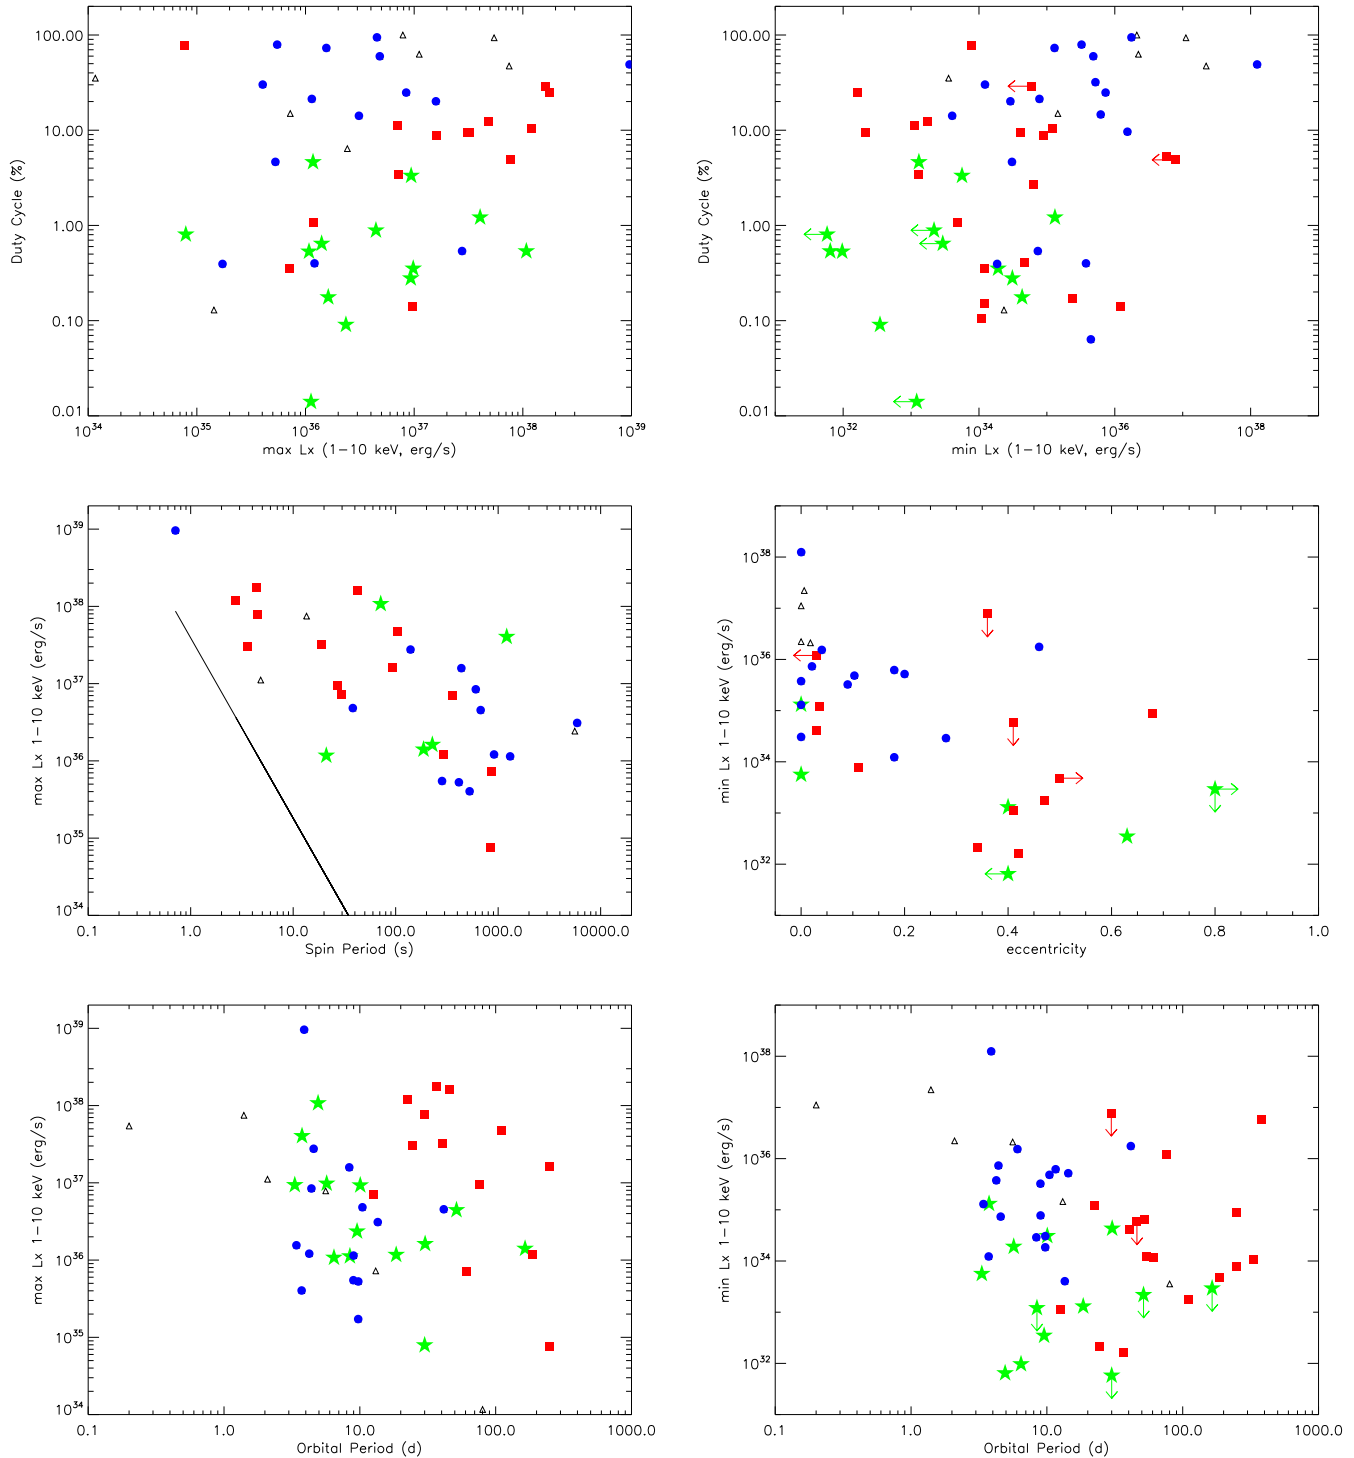 Duty Cycle (%)
100.00
10.00
1.00
0.10
0.01
10^34 10^35 10^36 10^37 10^38 10^39
max Lx (1-10 keV, erg/s)
Duty Cycle (%)
100.00
10.00
1.00
0.10
0.01
10^32 10^34 10^36 10^38
min Lx (1-10 keV, erg/s)
max Lx 1-10 keV (erg/s)
10^39
10^38
10^37
10^36
10^35
10^34
0.1 1.0 10.0 100.0 1000.0 10000.0
Spin Period (s)
min Lx 1-10 keV (erg/s)
10^38
10^36
10^34
10^32
0.0 0.2 0.4 0.6 0.8 1.0
eccentricity
max Lx 1-10 keV (erg/s)
10^39
10^38
10^37
10^36
10^35
10^34
0.1 1.0 10.0 100.0 1000.0
Orbital Period (d)
min Lx 1-10 keV (erg/s)
10^38
10^36
10^34
10^32
0.1 1.0 10.0 100.0 1000.0
Orbital Period (d)